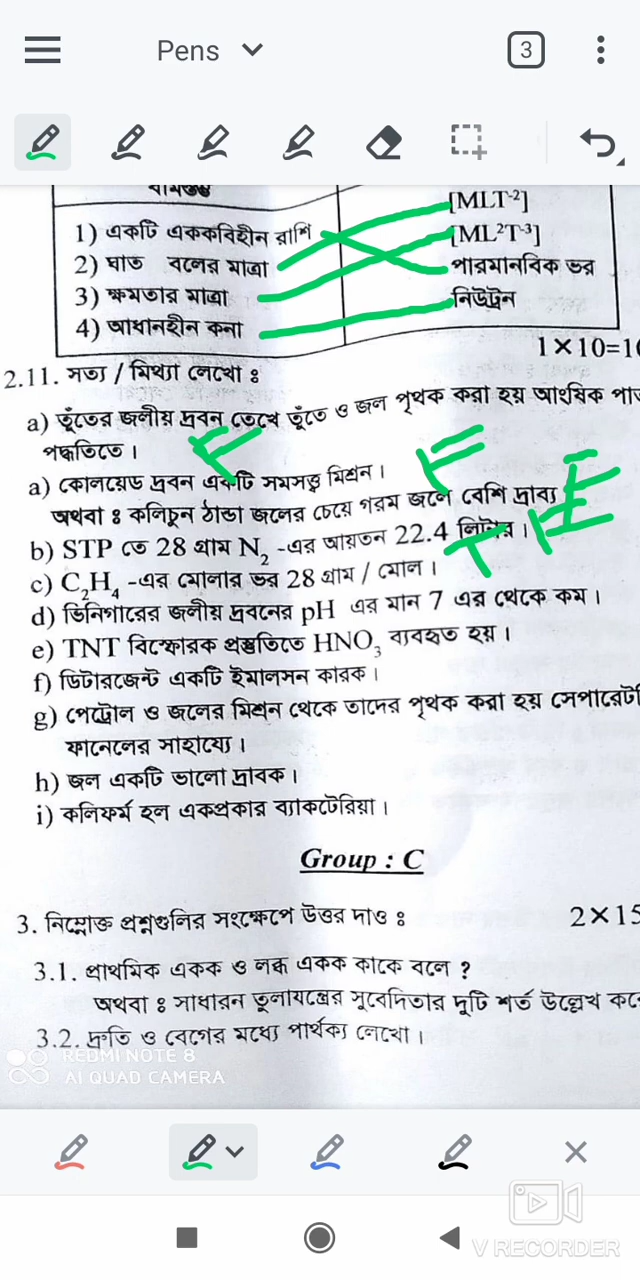 Pens
3
বামস্তম্ভ
[MLT⁻²]
1) একটি এককবিহীন রাশি
[ML²T⁻³]
2) ঘাত বলের মাত্রা
পারমানবিক ভর
3) ক্ষমতার মাত্রা
নিউট্রন
4) আধানহীন কনা
1×10=1
2.11. সত্য / মিথ্যা লেখো ঃ
a) তুঁতের জলীয় দ্রবন তেখে তুঁতে ও জল পৃথক করা হয় আংষিক
পদ্ধতিতে।
F
F
a) কোলয়েড দ্রবন একটি সমসত্ত্ব মিশ্রন।
অথবা ঃ কলিচুন ঠান্ডা জলের চেয়ে গরম জলে বেশি দ্রাব্য
b) STP তে 28 গ্রাম N₂ -এর আয়তন 22.4 লিটার।
T
c) C₂H₄ -এর মোলার ভর 28 গ্রাম / মোল।
d) ভিনিগারের জলীয় দ্রবনের pH এর মান 7 এর থেকে কম।
e) TNT বিস্ফোরক প্রস্তুতিতে HNO₃ ব্যবহৃত হয়।
f) ডিটারজেন্ট একটি ইমালসন কারক।
g) পেট্রোল ও জলের মিশ্রন থেকে তাদের পৃথক করা হয় সেপারেটি
ফানেলের সাহায্যে।
h) জল একটি ভালো দ্রাবক।
i) কলিফর্ম হল একপ্রকার ব্যাকটেরিয়া।
Group : C
3. নিম্নোক্ত প্রশ্নগুলির সংক্ষেপে উত্তর দাও ঃ
2×15
3.1. প্রাথমিক একক ও লব্ধ একক কাকে বলে ?
অথবা ঃ সাধারন তুলাযন্ত্রের সুবেদিতার দুটি শর্ত উল্লেখ
3.2. দ্রুতি ও বেগের মধ্যে পার্থক্য লেখো।
REDMI NOTE 8
AI QUAD CAMERA
V RECORDER